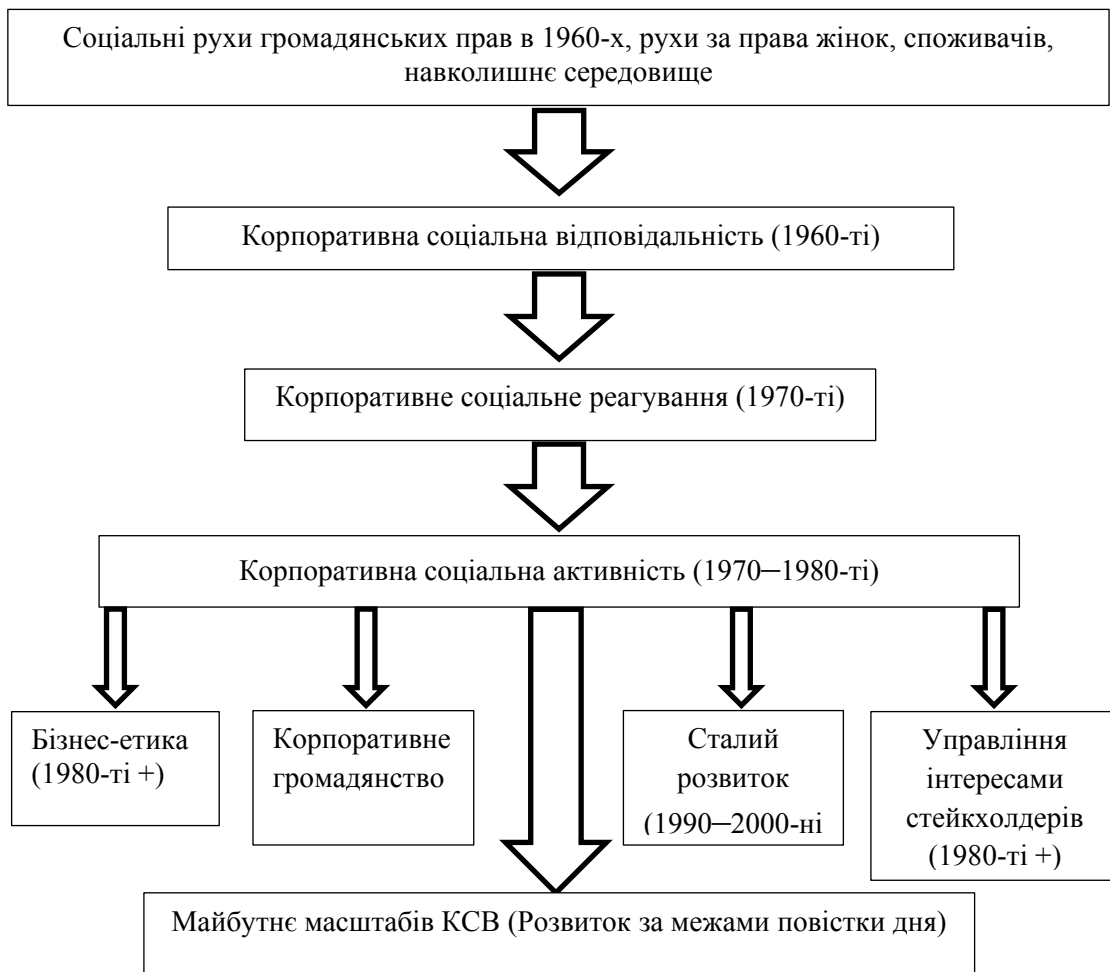 Соціальні рухи громадянських прав в 1960-х, рухи за права жінок, споживачів,
навколишнє середовище
Корпоративна соціальна відповідальність (1960-ті)
Корпоративне соціальне реагування (1970-ті)
Корпоративна соціальна активність (1970─1980-ті)
Бізнес-етика
(1980-ті +)
Корпоративне
громадянство
Сталий
розвиток
(1990─2000-ні
Управління
інтересами
стейкхолдерів
(1980-ті +)
Майбутнє масштабів КСВ (Розвиток за межами повістки дня)